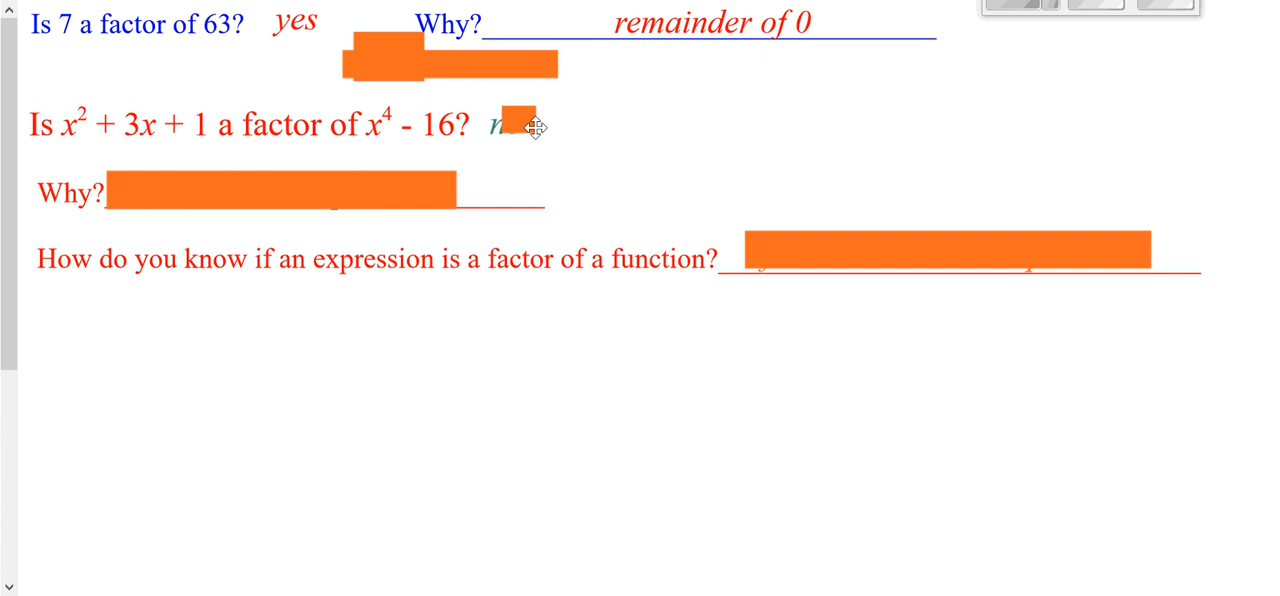 Is 7 a factor of 63? yes Why? remainder of 0
Is x² + 3x + 1 a factor of x⁴ - 16?
Why?
How do you know if an expression is a factor of a function?